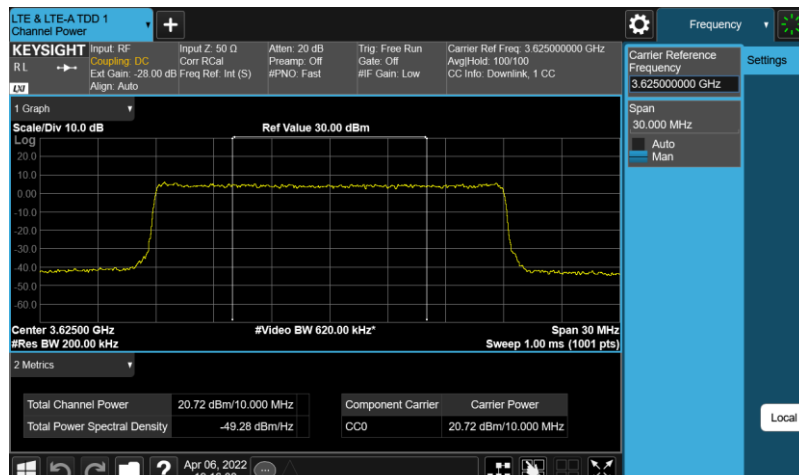 LTE & LTE-A TDD 1
Channel Power
Frequency
KEYSIGHT
RL
LXI
Input: RF
Coupling: DC
Ext Gain: -28.00 dB
Align: Auto
Input Z: 50 Ω
Corr RCal
Freq Ref: Int (S)
Atten: 20 dB
Preamp: Off
#PNO: Fast
Trig: Free Run
Gate: Off
#IF Gain: Low
Carrier Ref Freq: 3.625000000 GHz
Avg|Hold: 100/100
CC Info: Downlink, 1 CC
Carrier Reference
Frequency
3.625000000 GHz
Settings
Span
30.000 MHz
Auto
Man
1 Graph
Scale/Div 10.0 dB
Ref Value 30.00 dBm
Log
20.0
10.0
0.00
-10.0
-20.0
-30.0
-40.0
-50.0
-60.0
Center 3.62500 GHz
#Video BW 620.00 kHz*
Span 30 MHz
#Res BW 200.00 kHz
Sweep 1.00 ms (1001 pts)
2 Metrics
Total Channel Power 20.72 dBm/10.000 MHz
Total Power Spectral Density -49.28 dBm/Hz
Component Carrier Carrier Power
CC0 20.72 dBm/10.000 MHz
Local
?
Apr 06, 2022